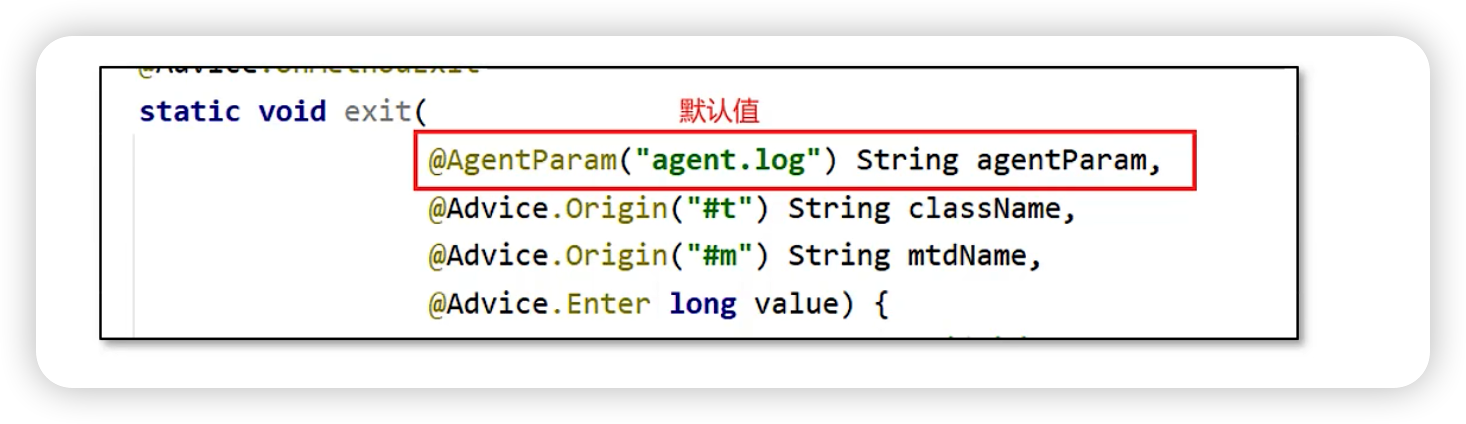 @Advice.OnMethodExit
static void exit(
默认值
@AgentParam("agent.log") String agentParam,
@Advice.Origin("#t") String className,
@Advice.Origin("#m") String mtdName,
@Advice.Enter long value) {